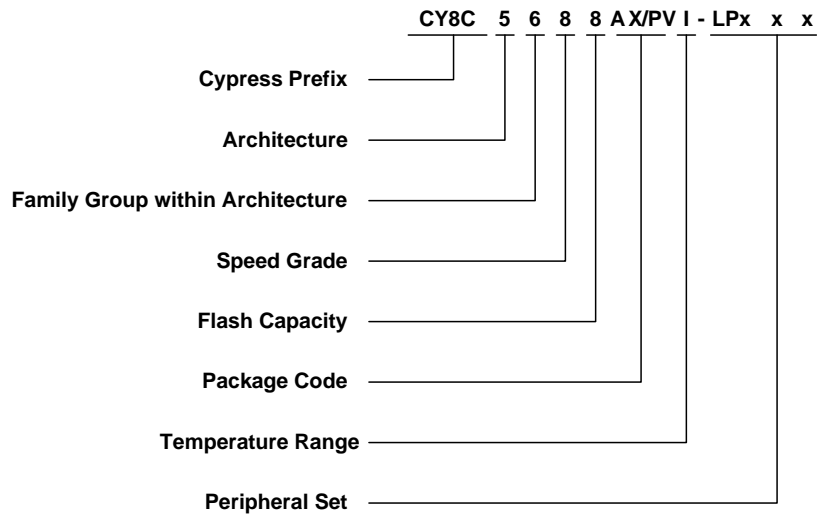 CY8C 5 6 8 8 AX/PV I - LPx x x
Cypress Prefix
Architecture
Family Group within Architecture
Speed Grade
Flash Capacity
Package Code
Temperature Range
Peripheral Set